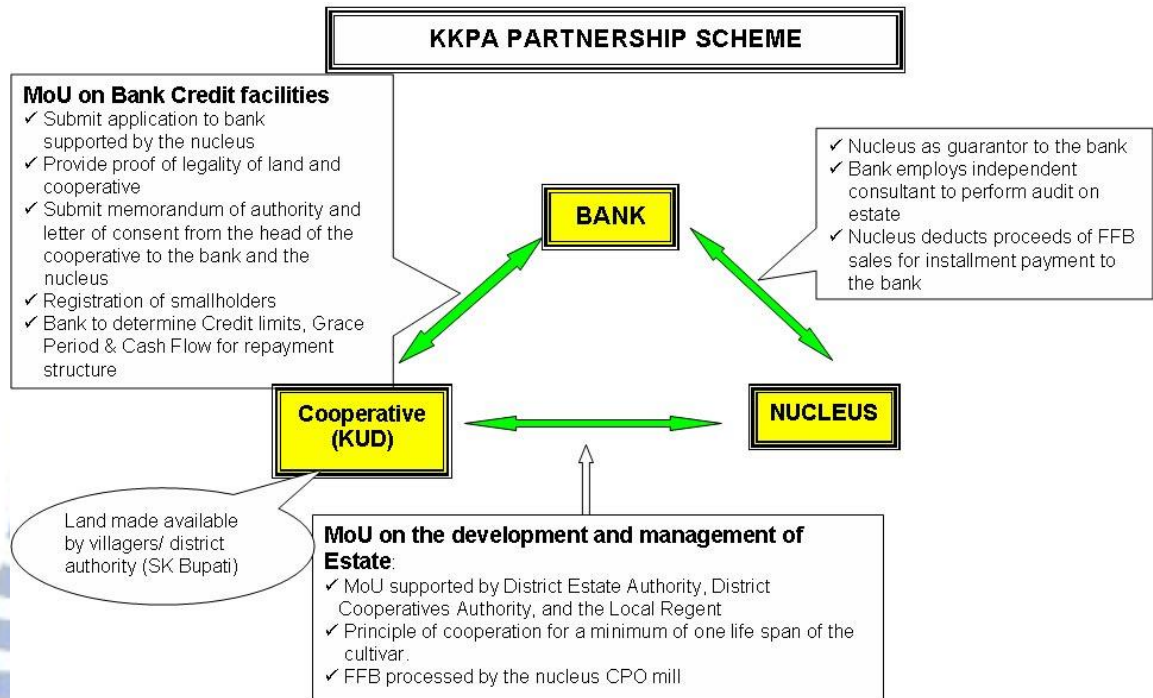 KKPA PARTNERSHIP SCHEME
MoU on Bank Credit facilities
✓ Submit application to bank
supported by the nucleus
✓ Provide proof of legality of land and
cooperative
✓ Submit memorandum of authority and
letter of consent from the head of the
cooperative to the bank and the
nucleus
✓ Registration of smallholders
✓ Bank to determine Credit limits, Grace
Period & Cash Flow for repayment
structure
✓ Nucleus as guarantor to the bank
✓ Bank employs independent
consultant to perform audit on
estate
✓ Nucleus deducts proceeds of FFB
sales for installment payment to
the bank
BANK
Cooperative
(KUD)
NUCLEUS
Land made available
by villagers/ district
authority (SK Bupati)
MoU on the development and management of
Estate:
✓ MoU supported by District Estate Authority, District
Cooperatives Authority, and the Local Regent
✓ Principle of cooperation for a minimum of one life span of the
cultivar.
✓ FFB processed by the nucleus CPO mill